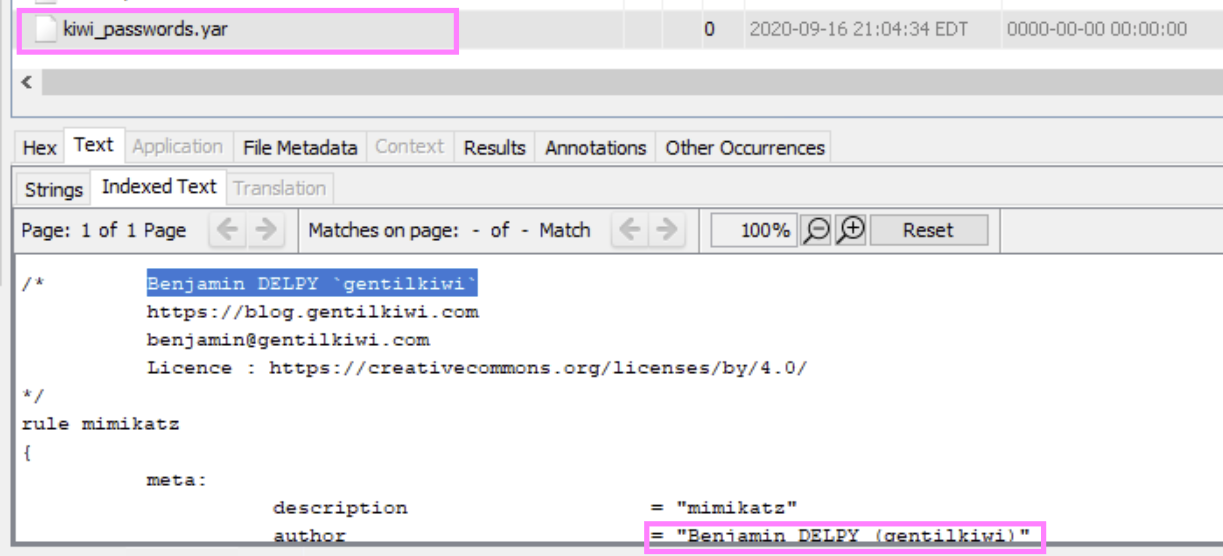 kiwi_passwords.yar 0 2020-09-16 21:04:34 EDT 0000-00-00 00:00:00
<
Hex Text Application File Metadata Context Results Annotations Other Occurrences
Strings Indexed Text Translation
Page: 1 of 1 Page Matches on page: - of - Match 100% Reset
/* Benjamin DELPY `gentilkiwi`
https://blog.gentilkiwi.com
benjamin@gentilkiwi.com
Licence : https://creativecommons.org/licenses/by/4.0/
*/
rule mimikatz
{
meta:
description = "mimikatz"
author = "Benjamin DELPY (gentilkiwi)"